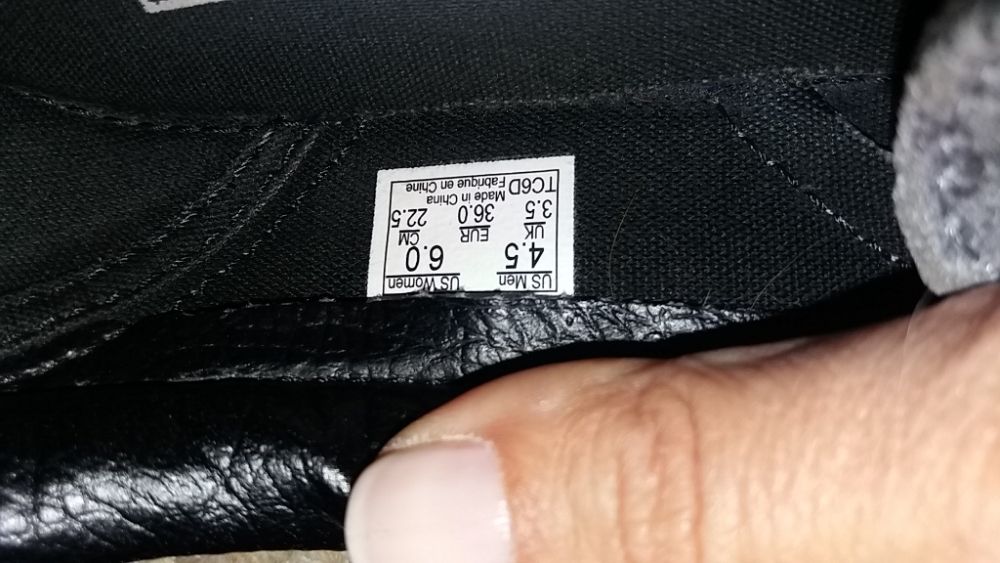 US Men US Women
4.5 6.0
UK EUR CM
3.5 36.0 22.5
Made in China
TC6D Fabrique en Chine